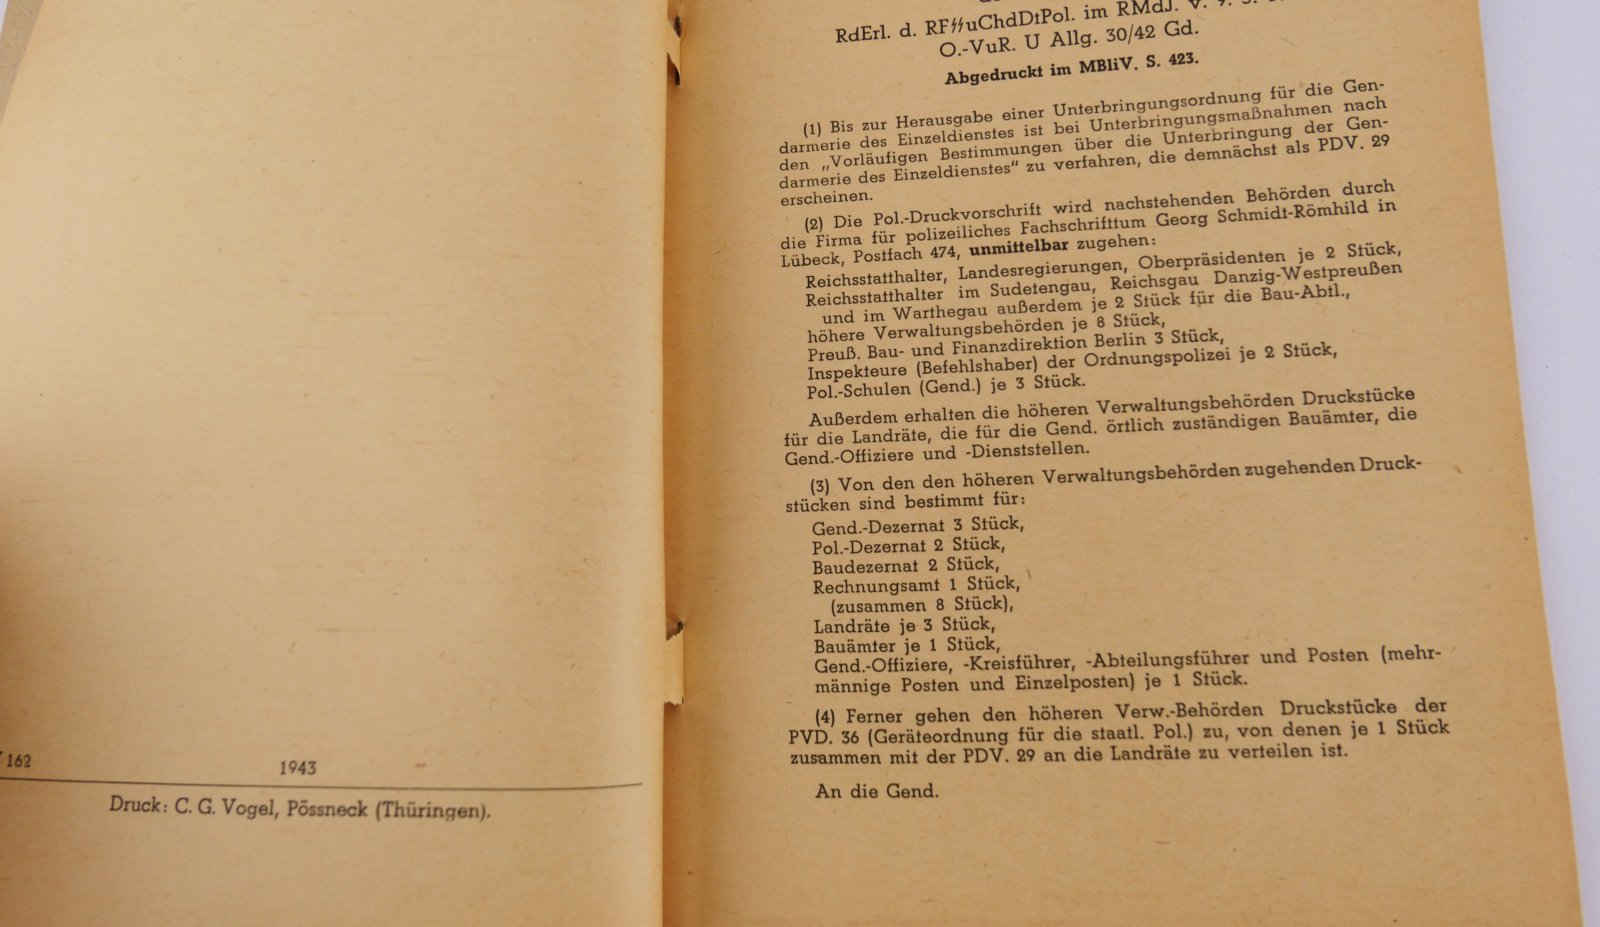 162
1943
Druck: C. G. Vogel, Pössneck (Thüringen).
RdErl. d. RFᛋᛋuChdDtPol. im RMdJ. v. 9. 3.
O.-VuR. U Allg. 30/42 Gd.
Abgedruckt im MBliV. S. 423.
(1) Bis zur Herausgabe einer Unterbringungsordnung für die Gen-
darmerie des Einzeldienstes ist bei Unterbringungsmaßnahmen nach
den „Vorläufigen Bestimmungen über die Unterbringung der Gen-
darmerie des Einzeldienstes" zu verfahren, die demnächst als PDV. 29
erscheinen.
(2) Die Pol.-Druckvorschrift wird nachstehenden Behörden durch
die Firma für polizeiliches Fachschrifttum Georg Schmidt-Römhild in
Lübeck, Postfach 474, unmittelbar zugehen:
Reichsstatthalter, Landesregierungen, Oberpräsidenten je 2 Stück,
Reichsstatthalter im Sudetengau, Reichsgau Danzig-Westpreußen
und im Warthegau außerdem je 2 Stück für die Bau-Abtl.,
höhere Verwaltungsbehörden je 8 Stück,
Preuß. Bau- und Finanzdirektion Berlin 3 Stück,
Inspekteure (Befehlshaber) der Ordnungspolizei je 2 Stück,
Pol.-Schulen (Gend.) je 3 Stück.
Außerdem erhalten die höheren Verwaltungsbehörden Druckstücke
für die Landräte, die für die Gend. örtlich zuständigen Bauämter, die
Gend.-Offiziere und -Dienststellen.
(3) Von den den höheren Verwaltungsbehörden zugehenden Druck-
stücken sind bestimmt für:
Gend.-Dezernat 3 Stück,
Pol.-Dezernat 2 Stück,
Baudezernat 2 Stück,
Rechnungsamt 1 Stück,
(zusammen 8 Stück),
Landräte je 3 Stück,
Bauämter je 1 Stück,
Gend.-Offiziere, -Kreisführer, -Abteilungsführer und Posten (mehr-
männige Posten und Einzelposten) je 1 Stück.
(4) Ferner gehen den höheren Verw.-Behörden Druckstücke der
PVD. 36 (Geräteordnung für die staatl. Pol.) zu, von denen je 1 Stück
zusammen mit der PDV. 29 an die Landräte zu verteilen ist.
An die Gend.